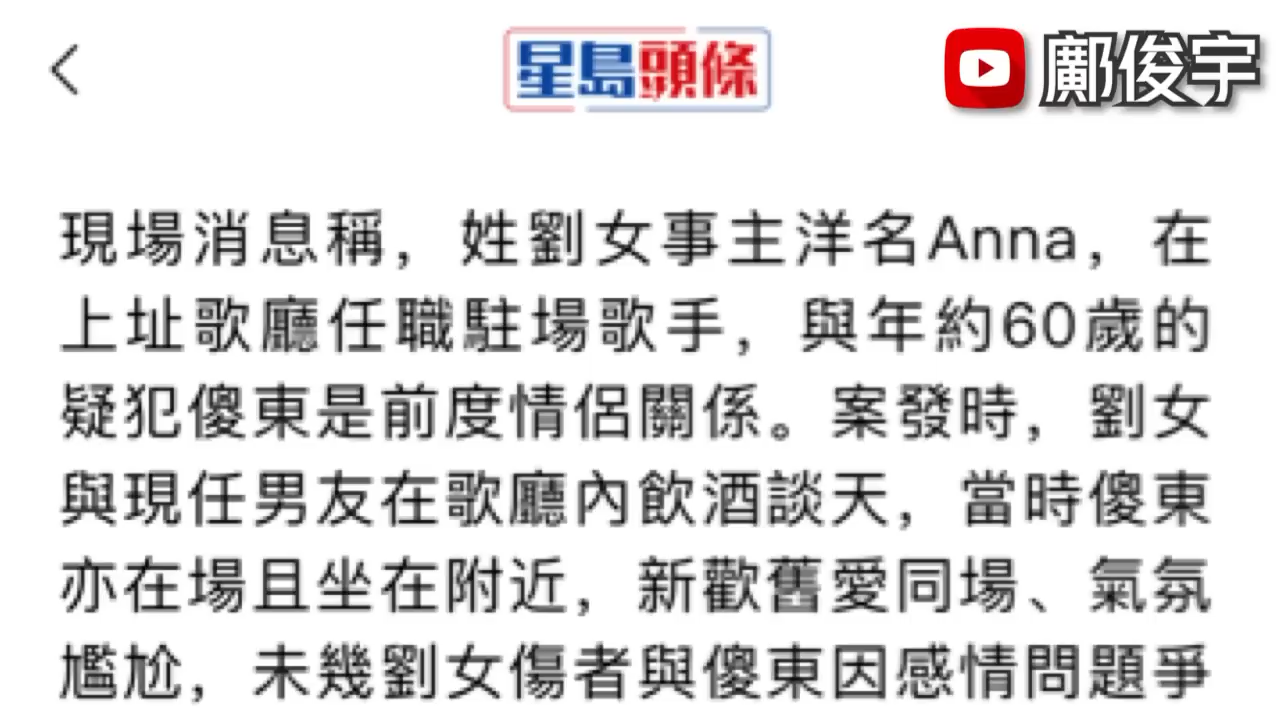 星島頭條
鄺俊宇
現場消息稱，姓劉女事主洋名Anna，在
上址歌廳任職駐場歌手，與年約60歲的
疑犯傻東是前度情侶關係。案發時，劉女
與現任男友在歌廳內飲酒談天，當時傻東
亦在場且坐在附近，新歡舊愛同場、氣氛
尷尬，未幾劉女傷者與傻東因感情問題爭